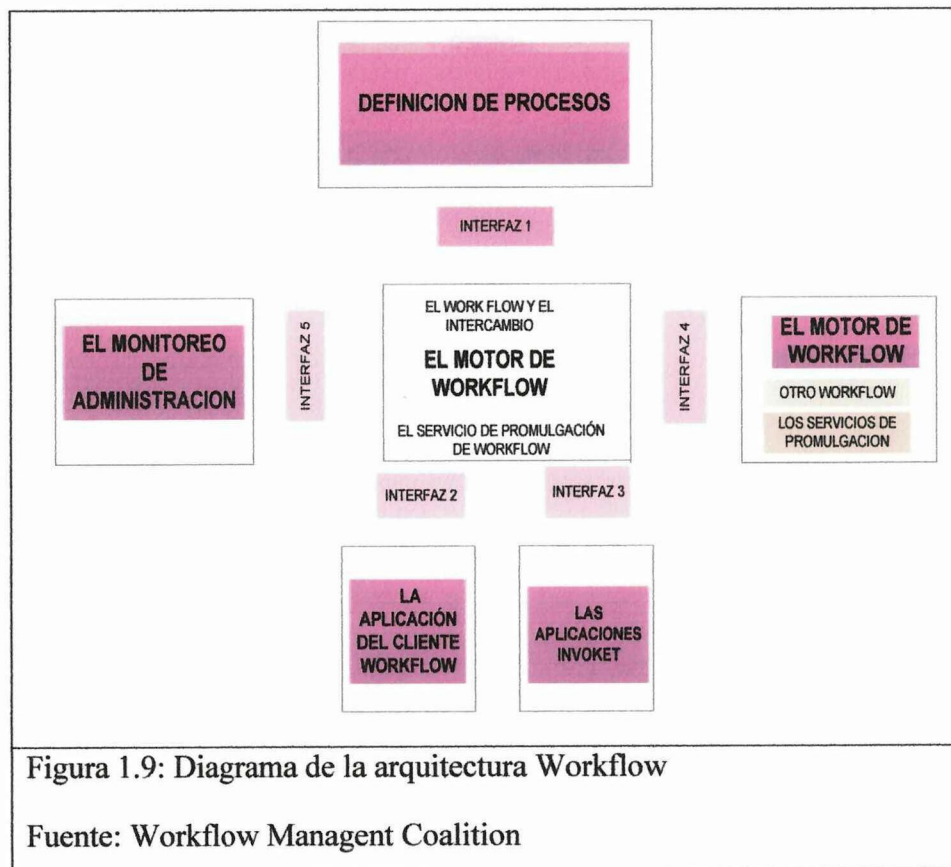 DEFINICION DE PROCESOS
INTERFAZ 1
EL MONITOREO
DE
ADMINISTRACION
INTERFAZ 5
EL WORK FLOW Y EL
INTERCAMBIO
EL MOTOR DE
WORKFLOW
EL SERVICIO DE PROMULGACIÓN
DE WORKFLOW
INTERFAZ 4
EL MOTOR DE
WORKFLOW
OTRO WORKFLOW
LOS SERVICIOS DE
PROMULGACION
INTERFAZ 2
INTERFAZ 3
LA
APLICACIÓN
DEL CLIENTE
WORKFLOW
LAS
APLICACIONES
INVOKET
Figura 1.9: Diagrama de la arquitectura Workflow
Fuente: Workflow Managent Coalition